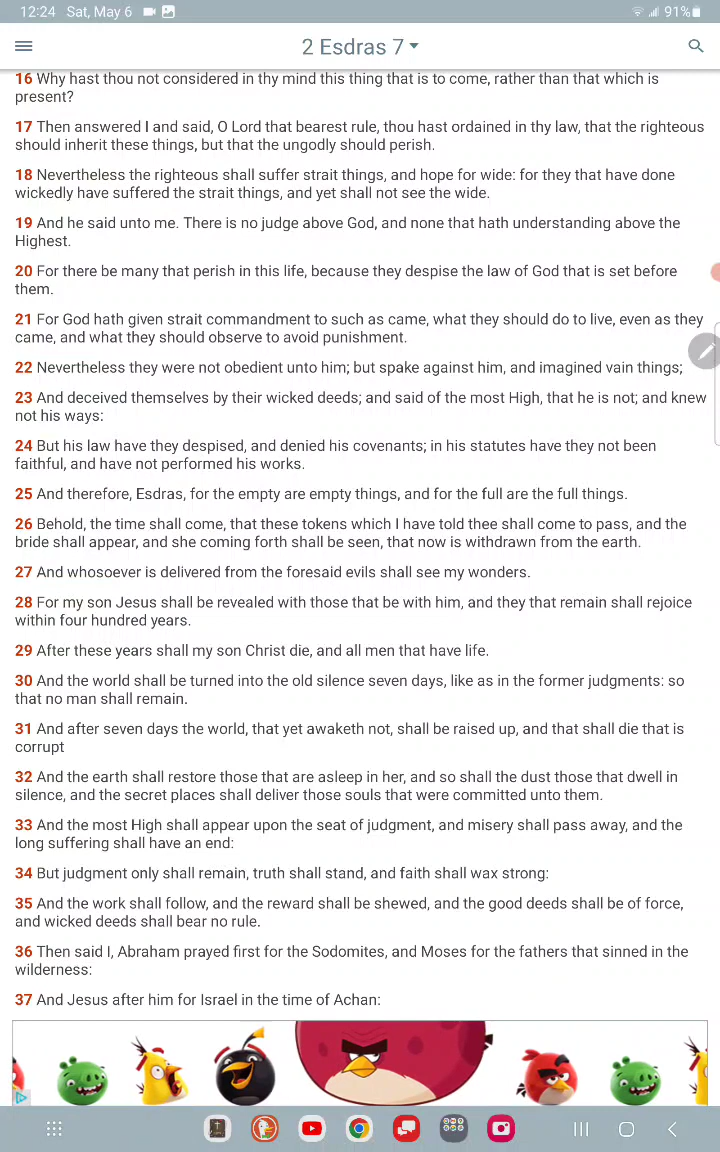 12:24 Sat, May 6 91%
2 Esdras 7
16 Why hast thou not considered in thy mind this thing that is to come, rather than that which is
present?
17 Then answered I and said, O Lord that bearest rule, thou hast ordained in thy law, that the righteous
should inherit these things, but that the ungodly should perish.
18 Nevertheless the righteous shall suffer strait things, and hope for wide: for they that have done
wickedly have suffered the strait things, and yet shall not see the wide.
19 And he said unto me. There is no judge above God, and none that hath understanding above the
Highest.
20 For there be many that perish in this life, because they despise the law of God that is set before
them.
21 For God hath given strait commandment to such as came, what they should do to live, even as they
came, and what they should observe to avoid punishment.
22 Nevertheless they were not obedient unto him; but spake against him, and imagined vain things;
23 And deceived themselves by their wicked deeds; and said of the most High, that he is not; and knew
not his ways:
24 But his law have they despised, and denied his covenants; in his statutes have they not been
faithful, and have not performed his works.
25 And therefore, Esdras, for the empty are empty things, and for the full are the full things.
26 Behold, the time shall come, that these tokens which I have told thee shall come to pass, and the
bride shall appear, and she coming forth shall be seen, that now is withdrawn from the earth.
27 And whosoever is delivered from the foresaid evils shall see my wonders.
28 For my son Jesus shall be revealed with those that be with him, and they that remain shall rejoice
within four hundred years.
29 After these years shall my son Christ die, and all men that have life.
30 And the world shall be turned into the old silence seven days, like as in the former judgments: so
that no man shall remain.
31 And after seven days the world, that yet awaketh not, shall be raised up, and that shall die that is
corrupt
32 And the earth shall restore those that are asleep in her, and so shall the dust those that dwell in
silence, and the secret places shall deliver those souls that were committed unto them.
33 And the most High shall appear upon the seat of judgment, and misery shall pass away, and the
long suffering shall have an end:
34 But judgment only shall remain, truth shall stand, and faith shall wax strong:
35 And the work shall follow, and the reward shall be shewed, and the good deeds shall be of force,
and wicked deeds shall bear no rule.
36 Then said I, Abraham prayed first for the Sodomites, and Moses for the fathers that sinned in the
wilderness:
37 And Jesus after him for Israel in the time of Achan: